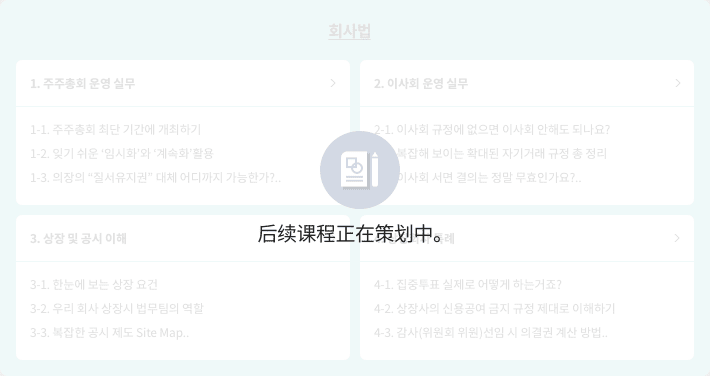 회사법
1. 주주총회 운영 실무
1-1. 주주총회 최단 기간에 개최하기
1-2. 잊기 쉬운 ‘임시화’와 ‘계속화’활용
1-3. 의장의 “질서유지권” 대체 어디까지 가능한가?..
2. 이사회 운영 실무
2-1. 이사회 규정에 없으면 이사회 안해도 되나요?
복잡해 보이는 확대된 자기거래 규정 총 정리
이사회 서면 결의는 정말 무효인가요?..
后续课程正在策划中。
3. 상장 및 공시 이해
3-1. 한눈에 보는 상장 요건
3-2. 우리 회사 상장시 법무팀의 역할
3-3. 복잡한 공시 제도 Site Map..
4-1. 집중투표 실제로 어떻게 하는거죠?
4-2. 상장사의 신용공여 금지 규정 제대로 이해하기
4-3. 감사(위원회 위원)선임 시 의결권 계산 방법..